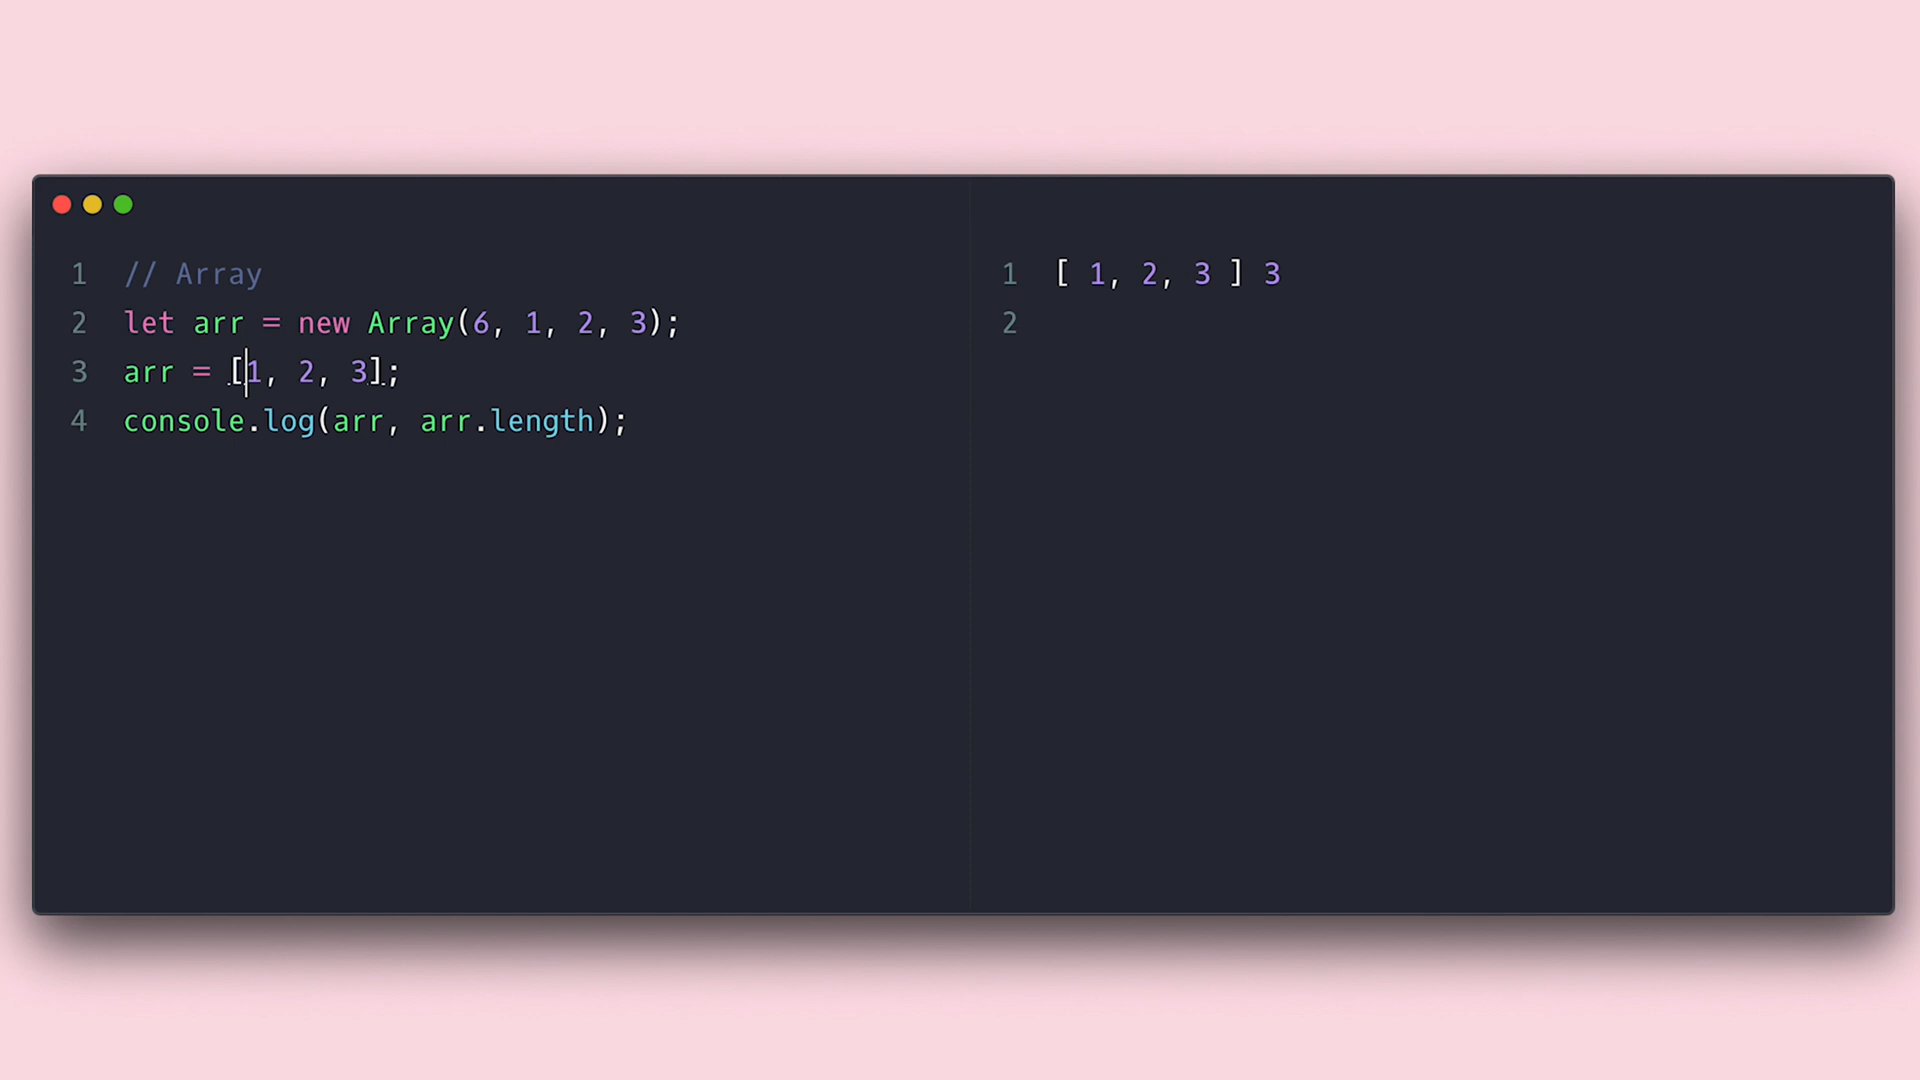 1 // Array
2 let arr = new Array(6, 1, 2, 3);
3 arr = [1, 2, 3];
4 console.log(arr, arr.length);
1 [ 1, 2, 3 ] 3
2